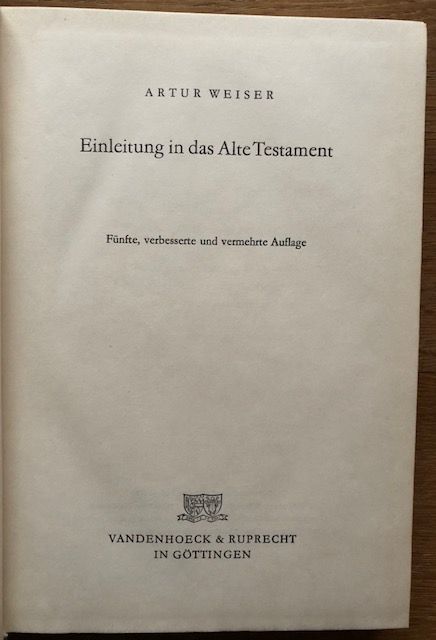 ARTUR WEISER
Einleitung in das Alte Testament
Fünfte, verbesserte und vermehrte Auflage
VANDENHOECK & RUPRECHT
IN GÖTTINGEN